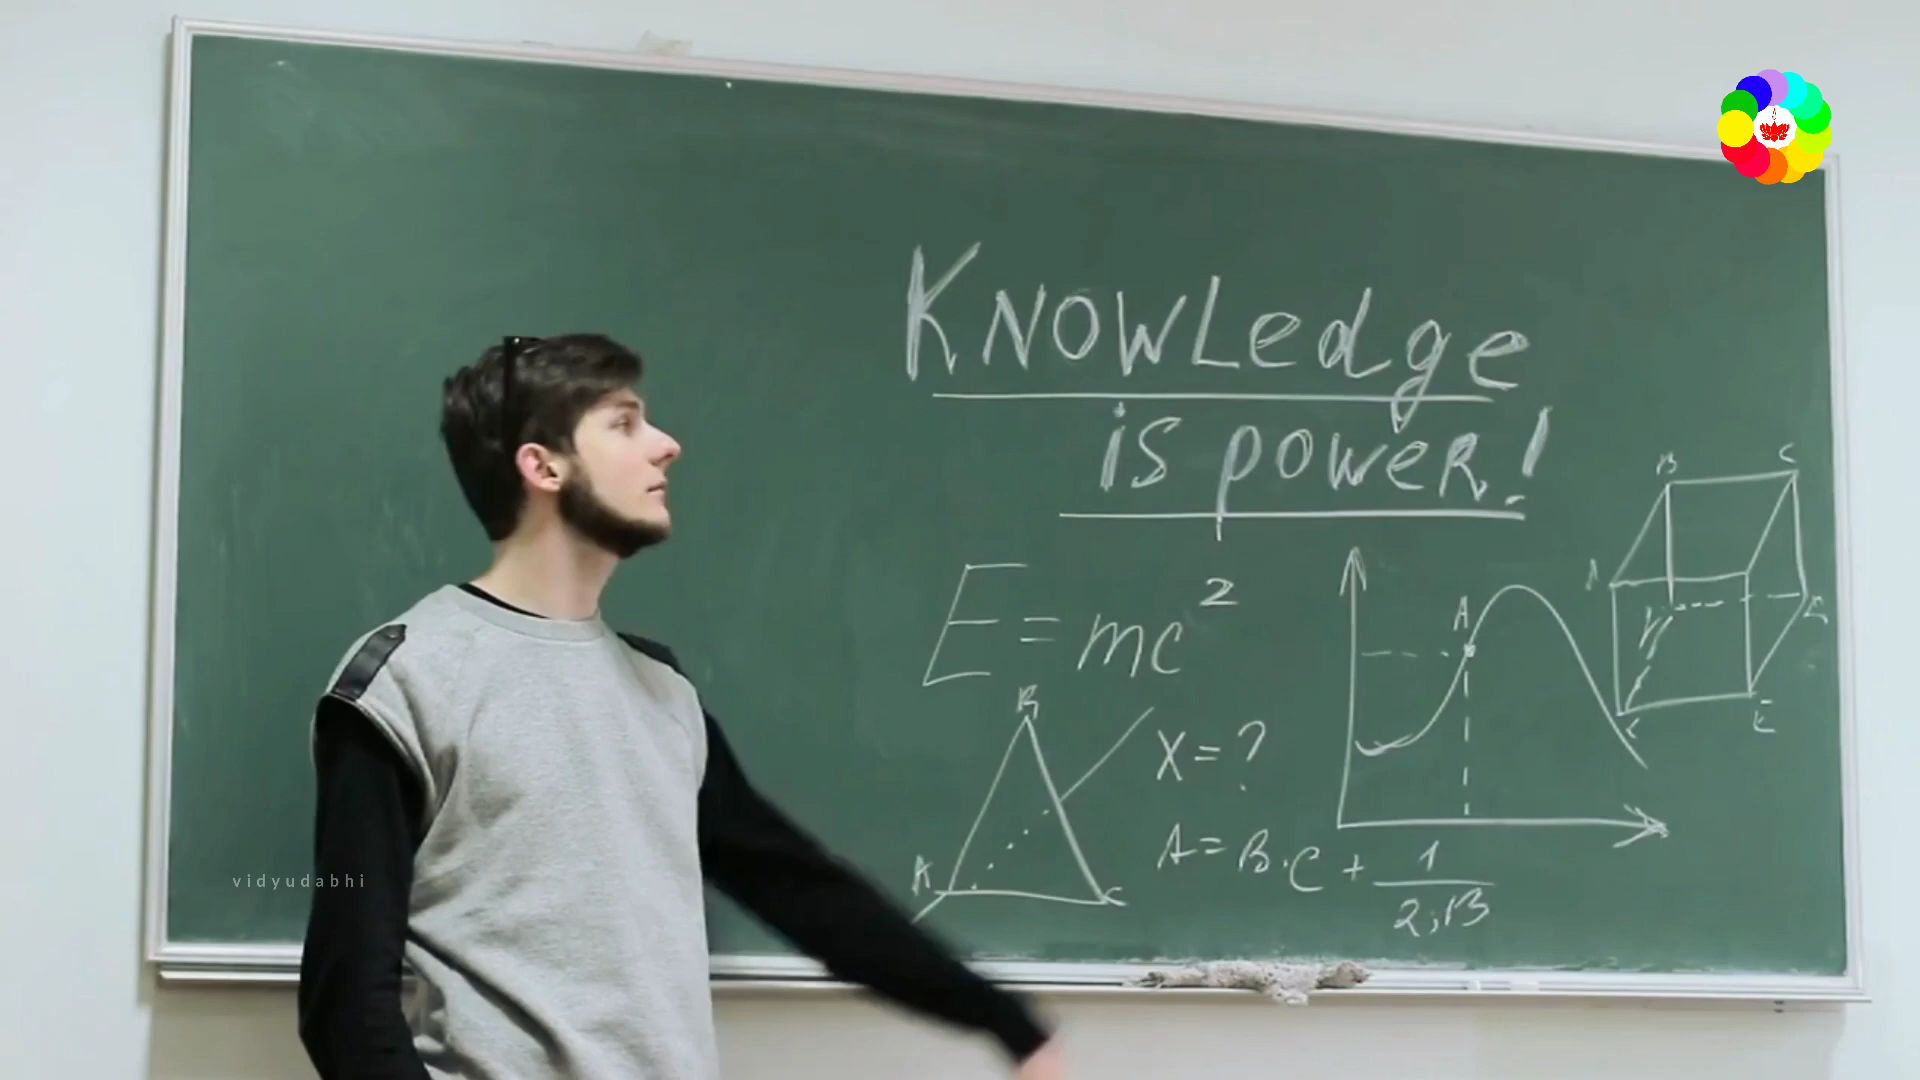 Knowledge
is power!
E = mc²
B
A
C
X = ?
A = B · C + 1
2,13
A
B
C
A
E
vidyudabhi